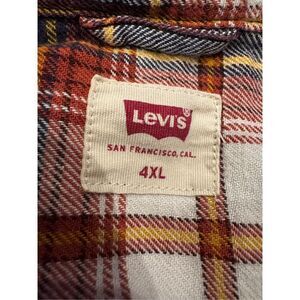 Levi's
SAN FRANCISCO, CAL.
4XL